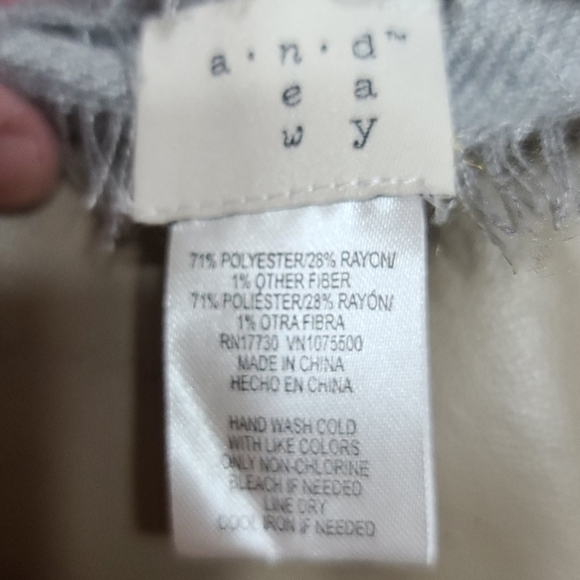 a · n · d™
e a
w y
71% POLYESTER/28% RAYON/
1% OTHER FIBER
71% POLIÉSTER/28% RAYÓN/
1% OTRA FIBRA
RN17730 VN1075500
MADE IN CHINA
HECHO EN CHINA
HAND WASH COLD
WITH LIKE COLORS
ONLY NON-CHLORINE
BLEACH IF NEEDED
LINE DRY
COOL IRON IF NEEDED